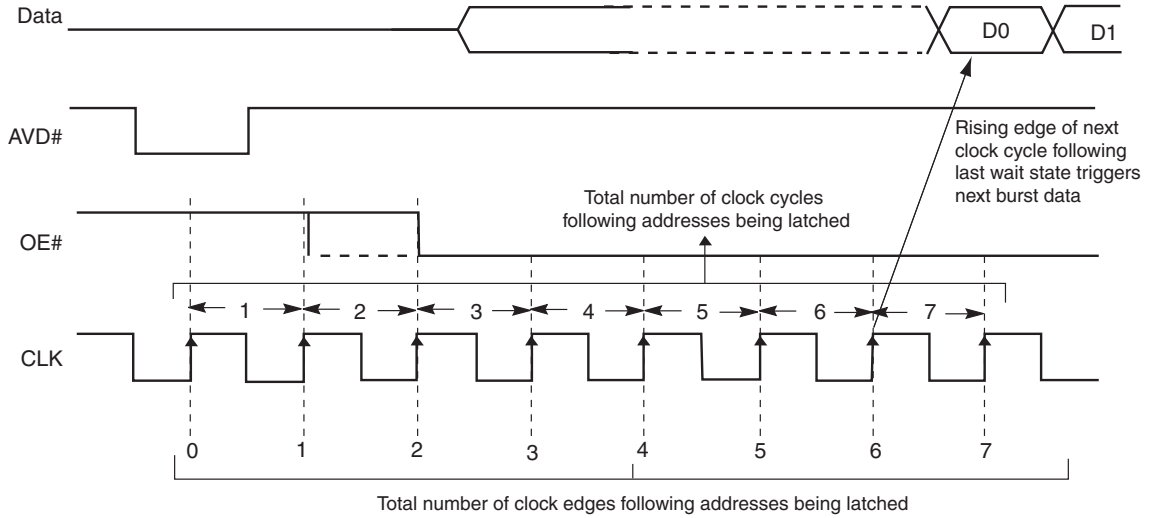 Data
D0
D1
AVD#
Rising edge of next
clock cycle following
last wait state triggers
next burst data
Total number of clock cycles
following addresses being latched
OE#
1 2 3 4 5 6 7
CLK
0 1 2 3 4 5 6 7
Total number of clock edges following addresses being latched